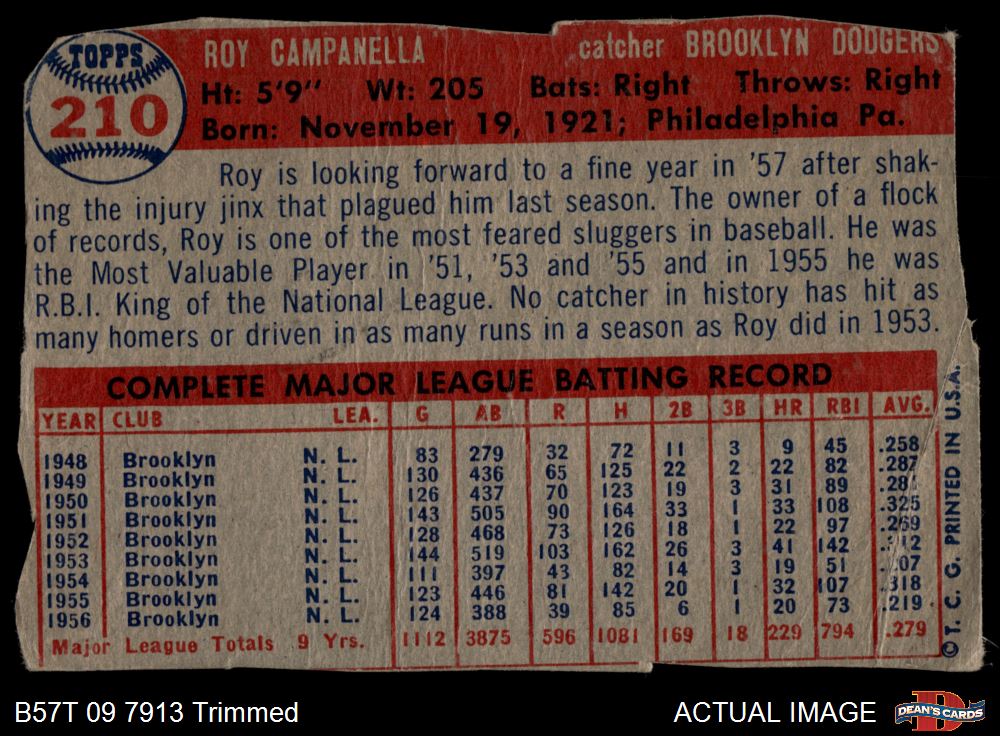 TOPPS
210
ROY CAMPANELLA catcher BROOKLYN DODGERS
Ht: 5'9" Wt: 205 Bats: Right Throws: Right
Born: November 19, 1921; Philadelphia Pa.
Roy is looking forward to a fine year in '57 after shak-
ing the injury jinx that plagued him last season. The owner of a flock
of records, Roy is one of the most feared sluggers in baseball. He was
the Most Valuable Player in '51, '53 and '55 and in 1955 he was
R.B.I. King of the National League. No catcher in history has hit as
many homers or driven in as many runs in a season as Roy did in 1953.
COMPLETE MAJOR LEAGUE BATTING RECORD
YEAR CLUB LEA. G AB R H 2B 3B HR RBI AVG.
1948 Brooklyn N. L. 83 279 32 72 11 3 9 45 .258
1949 Brooklyn N. L. 130 436 65 125 22 2 22 82 .287
1950 Brooklyn N. L. 126 437 70 123 19 3 31 89
1951 Brooklyn N. L. 143 505 90 164 33 1 33 108 .325
1952 Brooklyn N. L. 128 468 73 126 18 1 22 97 .269
1953 Brooklyn N. L. 144 519 103 162 26 3 41 142
1954 Brooklyn N. L. 111 397 43 82 14 3 19 51
1955 Brooklyn N. L. 123 446 81 142 20 1 32 107 .318
1956 Brooklyn N. L. 124 388 39 85 6 1 20 73 .219
Major League Totals 9 Yrs. 1112 3875 596 1081 169 18 229 794 .279
© T. C. G. PRINTED IN U.S.A.
B57T 09 7913 Trimmed
ACTUAL IMAGE
DEAN'S CARDS